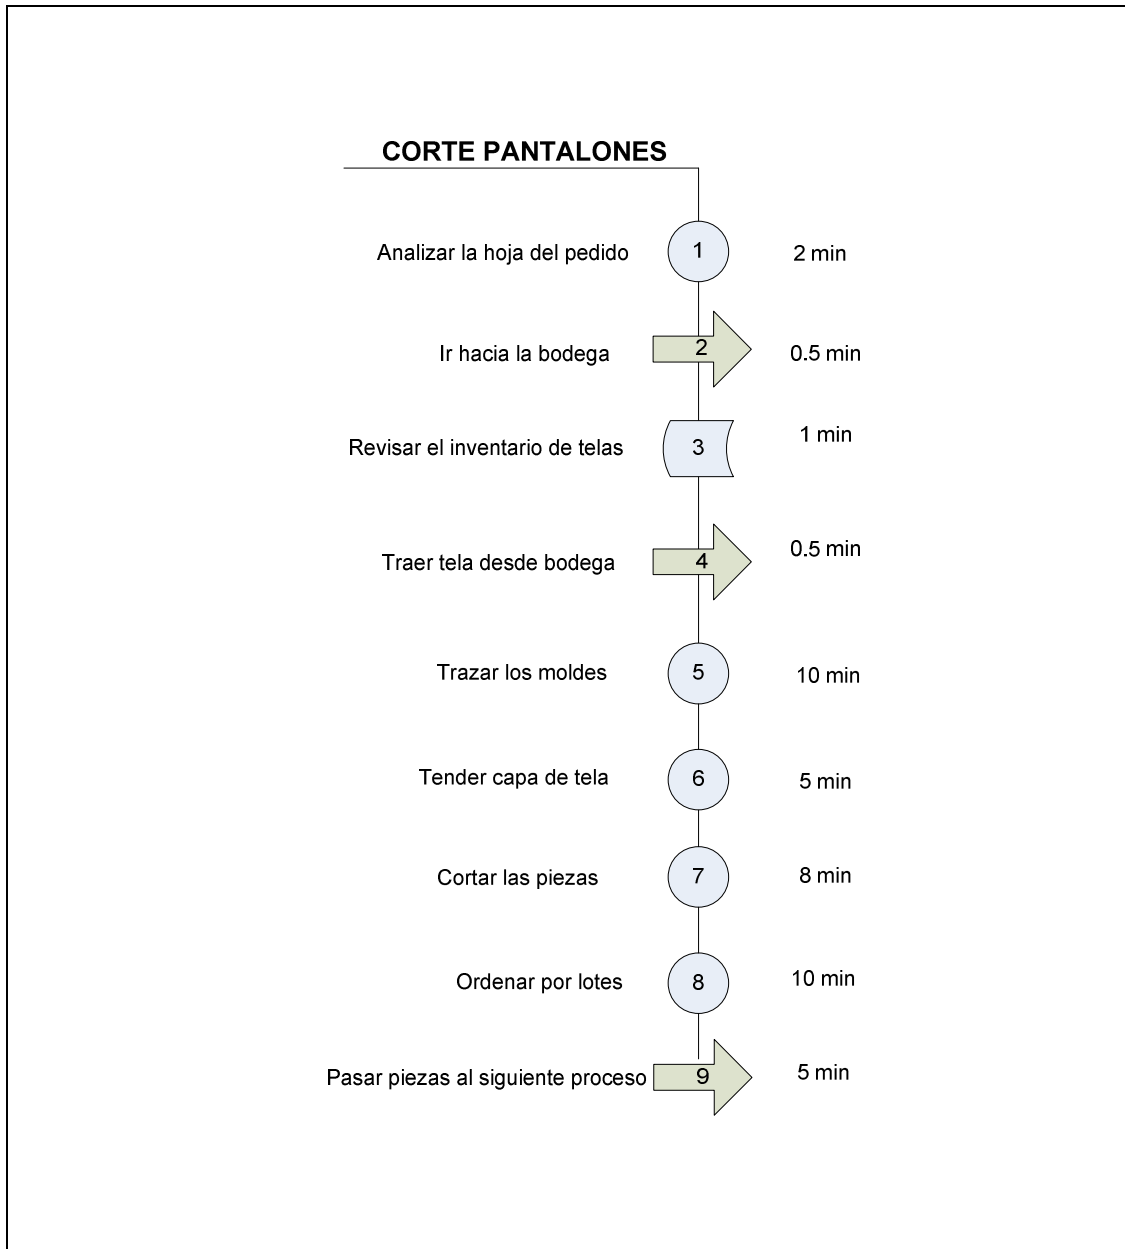 CORTE PANTALONES
Analizar la hoja del pedido 1 2 min
Ir hacia la bodega 2 0.5 min
Revisar el inventario de telas 3 1 min
Traer tela desde bodega 4 0.5 min
Trazar los moldes 5 10 min
Tender capa de tela 6 5 min
Cortar las piezas 7 8 min
Ordenar por lotes 8 10 min
Pasar piezas al siguiente proceso 9 5 min